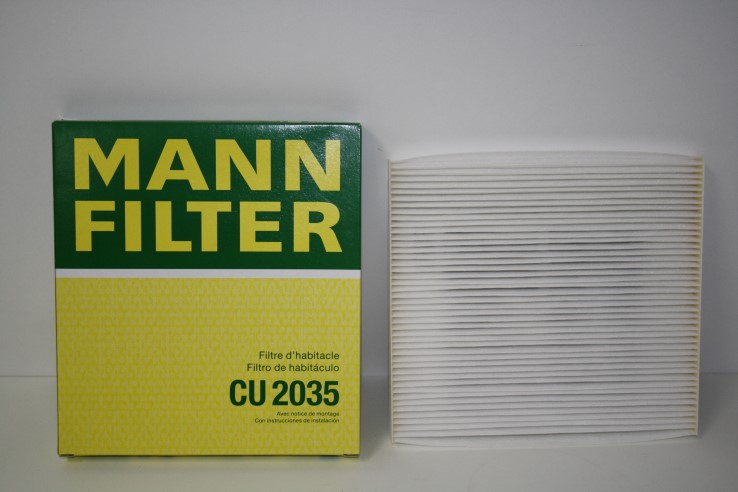 MANN
FILTER
Filtre d'habitacle
Filtro de habitáculo
CU 2035
Avec notice de montage
Con instrucciones de instalación